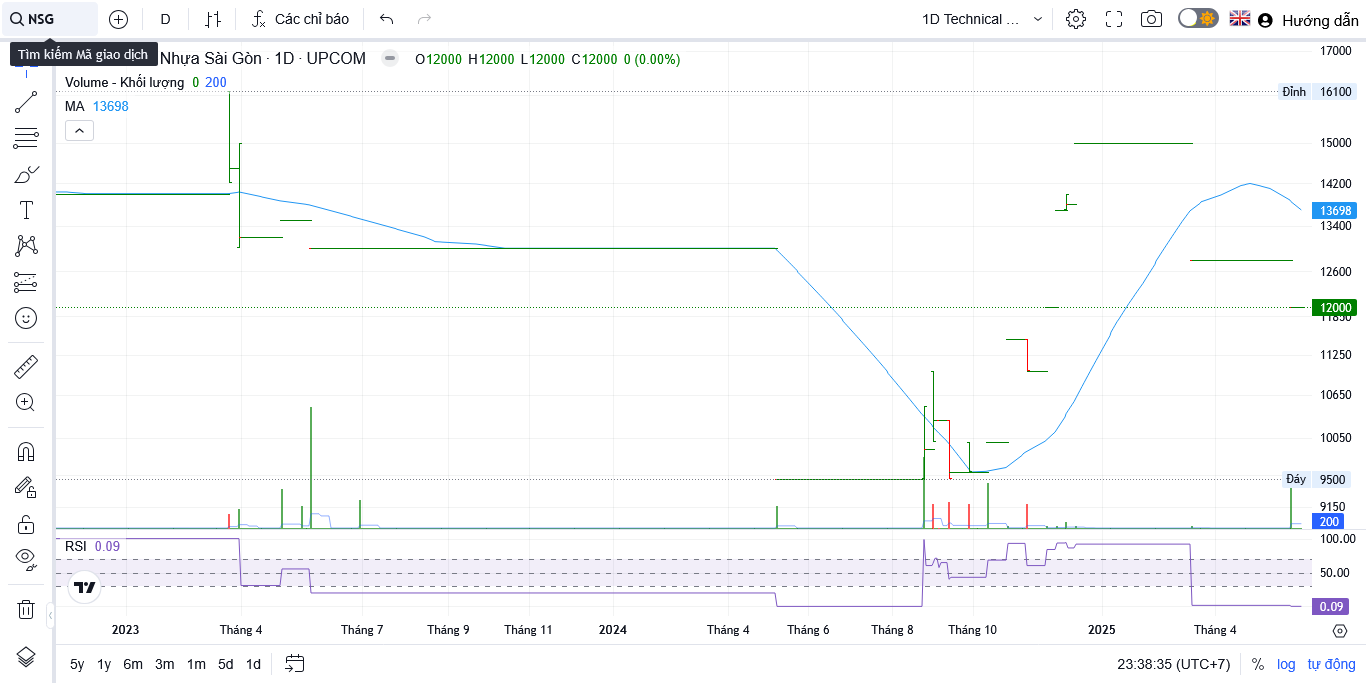 NSG D Các chỉ báo 1D Technical ... Hướng dẫn
Tìm kiếm Mã giao dịch
Nhựa Sài Gòn · 1D · UPCOM O12000 H12000 L12000 C12000 0 (0.00%)
Volume - Khối lượng 0 200
MA 13698
17000
Đỉnh 16100
15000
14200
13698
13400
12600
12000
11850
11250
10650
10050
Đáy 9500
9150
200
RSI 0.09
100.00
50.00
0.09
2023 Tháng 4 Tháng 7 Tháng 9 Tháng 11 2024 Tháng 4 Tháng 6 Tháng 8 Tháng 10 2025 Tháng 4
5y 1y 6m 3m 1m 5d 1d 23:38:35 (UTC+7) % log tự động